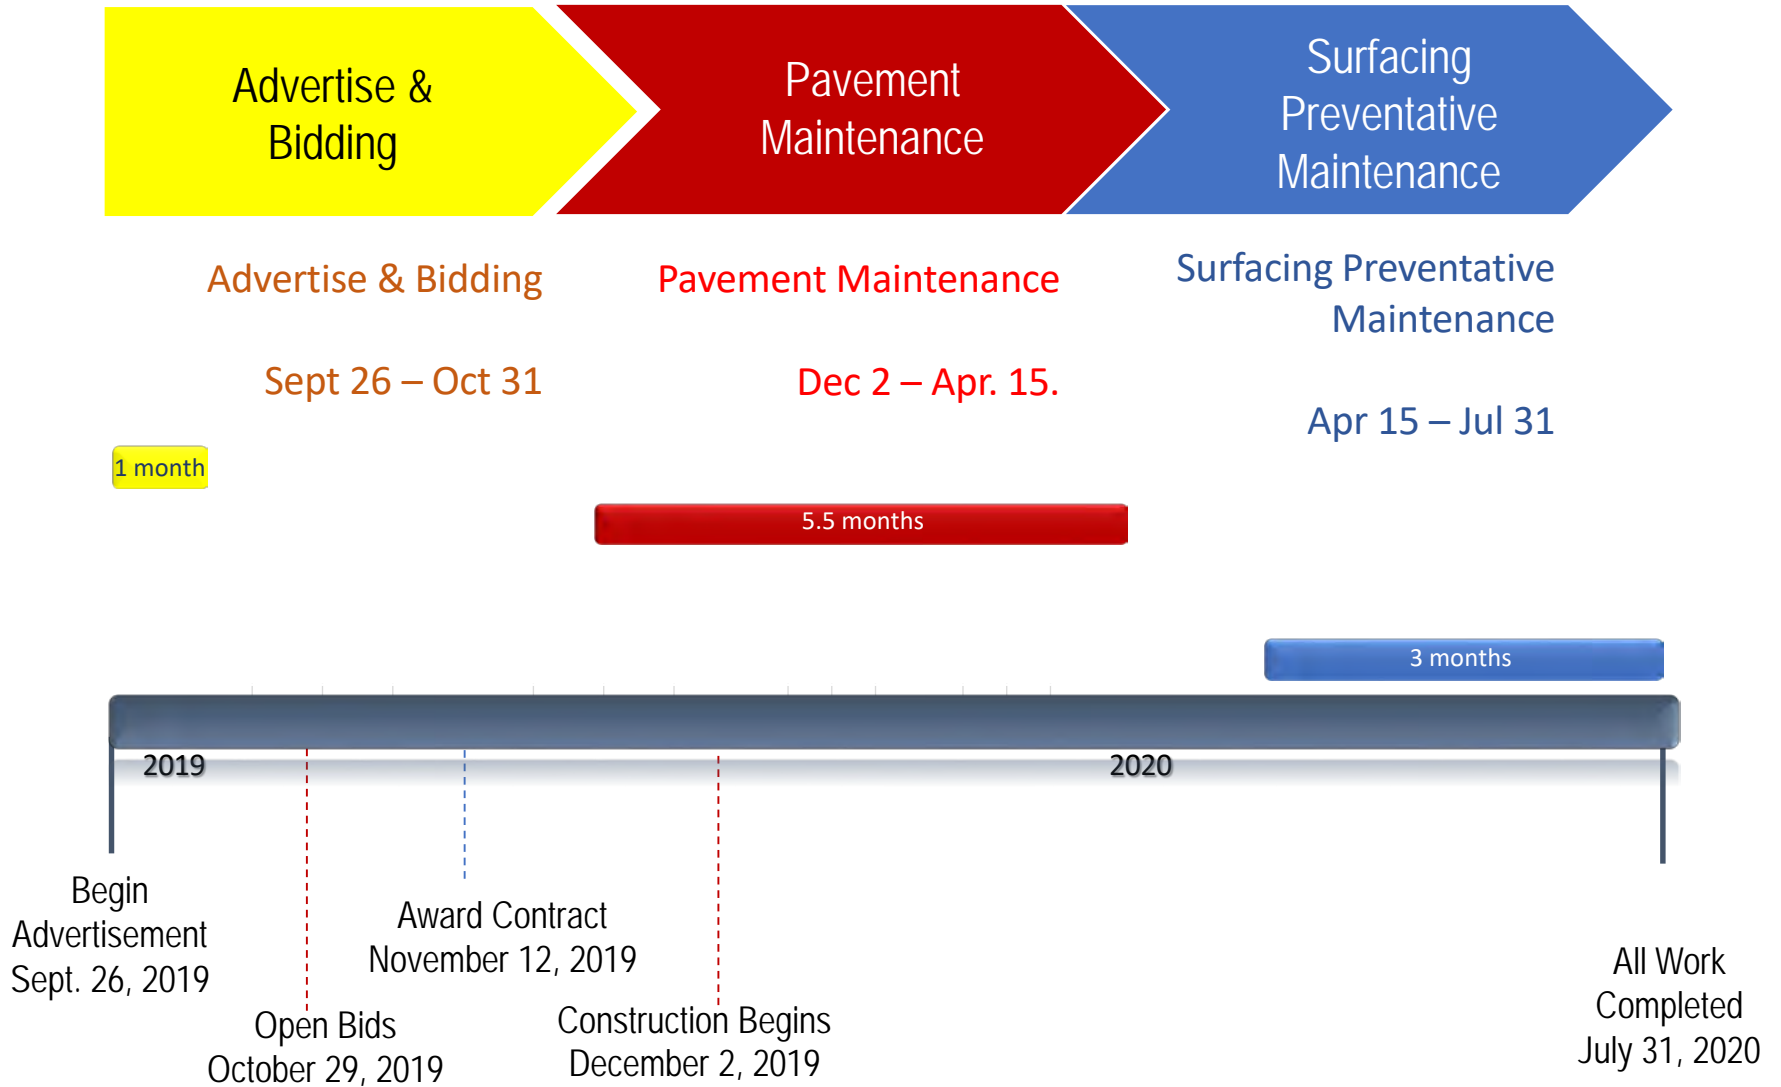 Advertise &
Bidding
Pavement
Maintenance
Surfacing
Preventative
Maintenance
Advertise & Bidding
Sept 26 – Oct 31
Pavement Maintenance
Dec 2 – Apr. 15.
Surfacing Preventative
Maintenance
Apr 15 – Jul 31
1 month
5.5 months
3 months
2019
2020
Begin
Advertisement
Sept. 26, 2019
Open Bids
October 29, 2019
Award Contract
November 12, 2019
Construction Begins
December 2, 2019
All Work
Completed
July 31, 2020